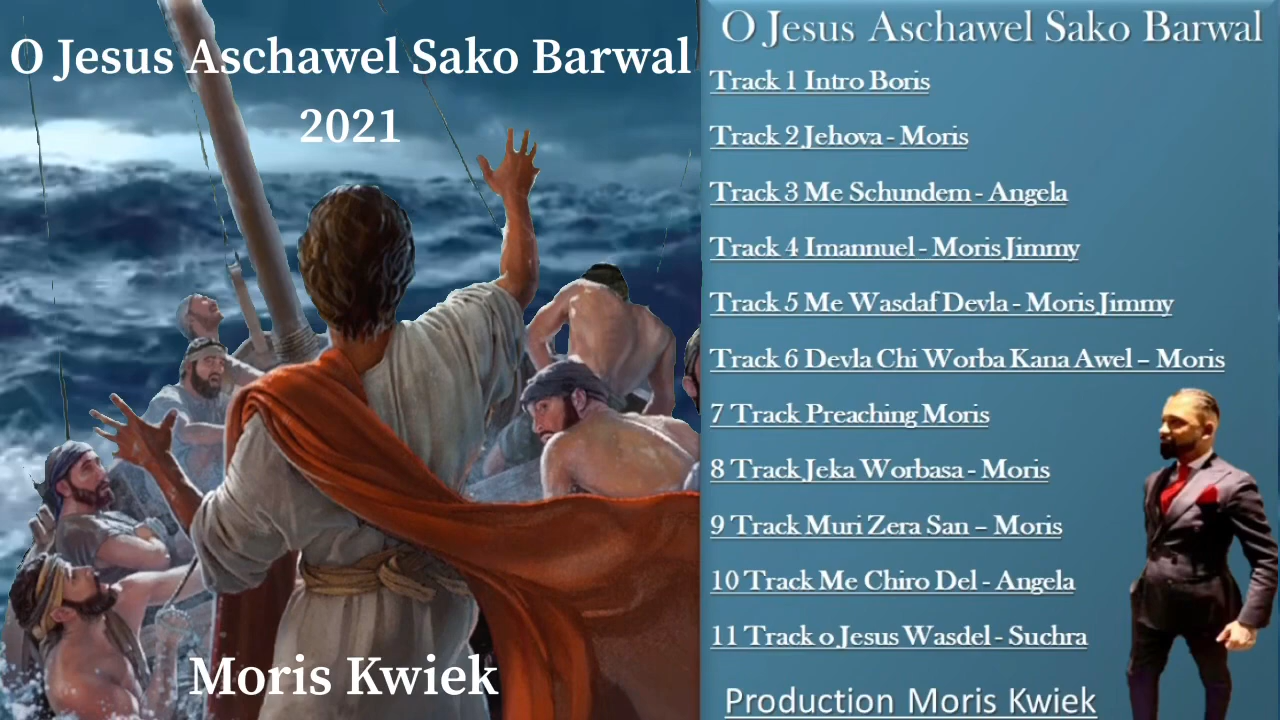 O Jesus Aschawel Sako Barwal
2021
Moris Kwiek
O Jesus Aschawel Sako Barwal
Track 1 Intro Boris
Track 2 Jehova - Moris
Track 3 Me Schundem - Angela
Track 4 Imannuel - Moris Jimmy
Track 5 Me Wasdaf Devla - Moris Jimmy
Track 6 Devla Chi Worba Kana Awel – Moris
7 Track Preaching Moris
8 Track Jeka Worbasa - Moris
9 Track Muri Zera San – Moris
10 Track Me Chiro Del - Angela
11 Track o Jesus Wasdel - Suchra
Production Moris Kwiek